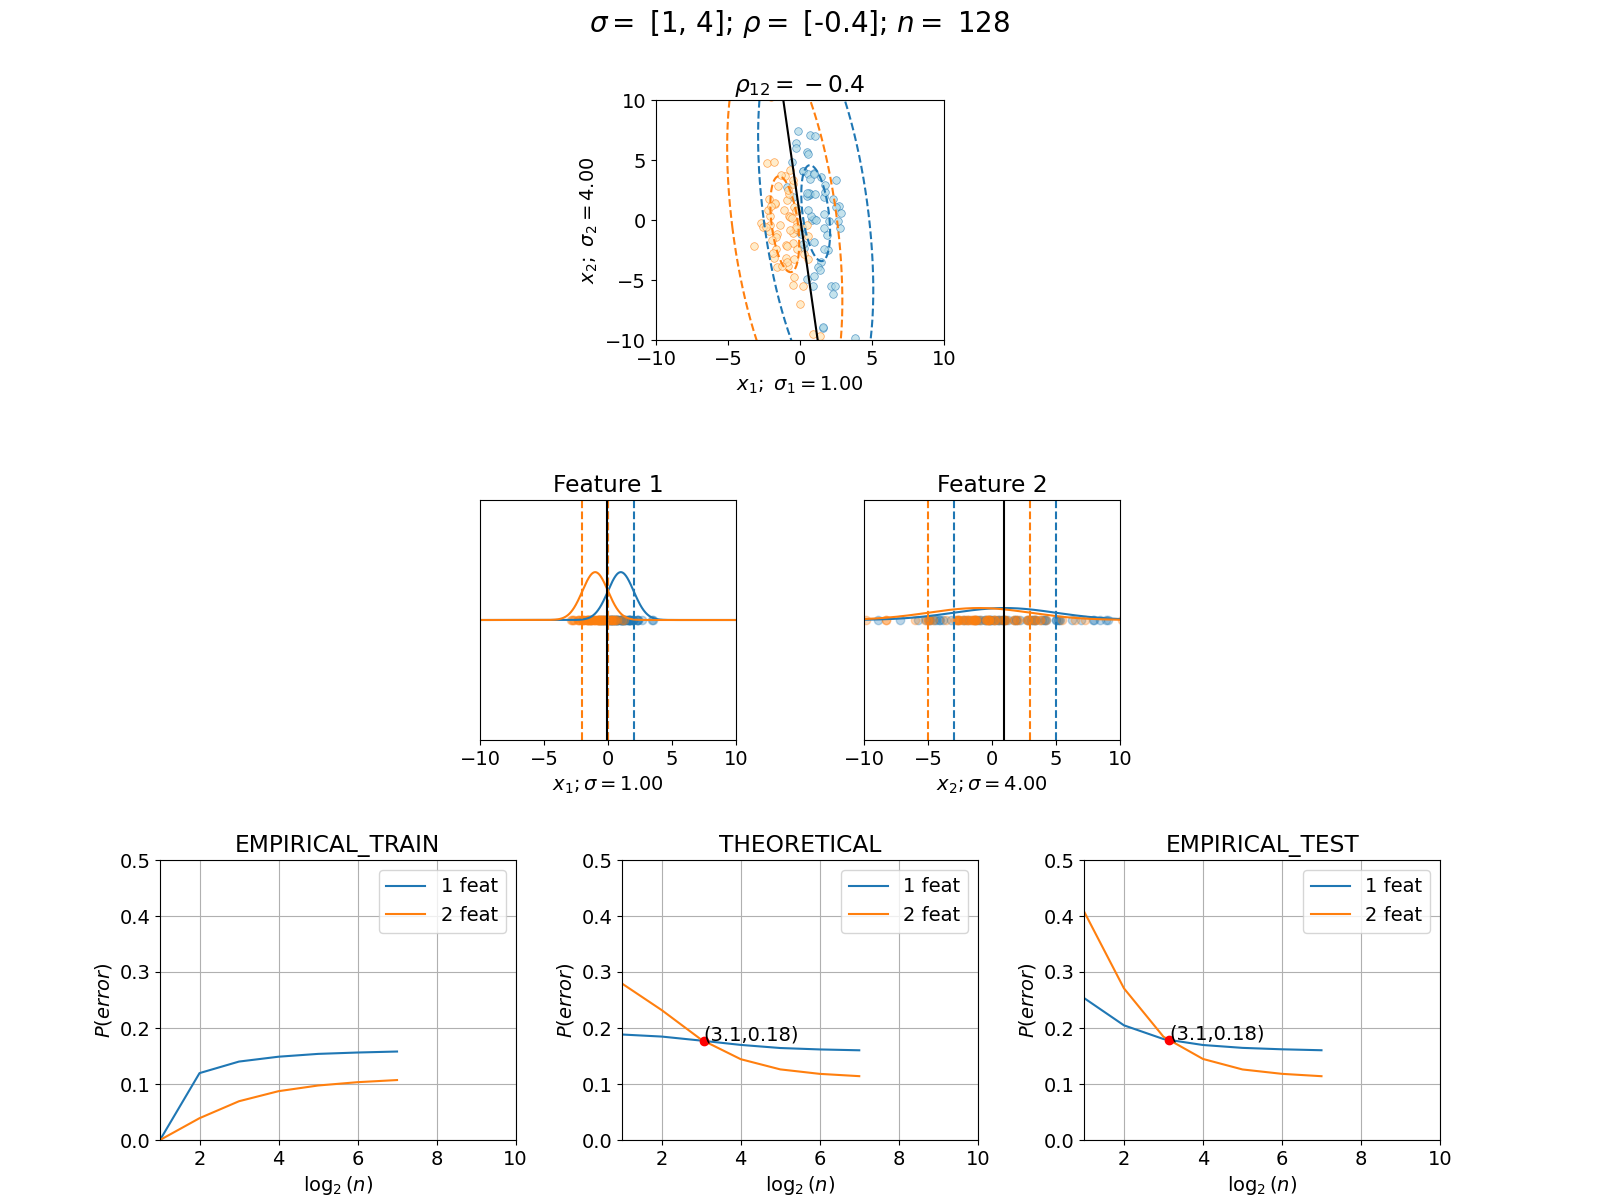 σ = [1, 4]; ρ = [-0.4]; n = 128
ρ₁₂ = −0.4
10
5
0
−5
−10
x₂; σ₂ = 4.00
−10 −5 0 5 10
x₁; σ₁ = 1.00
Feature 1
−10 −5 0 5 10
x₁; σ = 1.00
Feature 2
−10 −5 0 5 10
x₂; σ = 4.00
EMPIRICAL_TRAIN
0.5
0.4
0.3
0.2
0.1
0.0
P(error)
1 feat
2 feat
2 4 6 8 10
log₂(n)
THEORETICAL
0.5
0.4
0.3
0.2
0.1
0.0
P(error)
1 feat
2 feat
(3.1,0.18)
2 4 6 8 10
log₂(n)
EMPIRICAL_TEST
0.5
0.4
0.3
0.2
0.1
0.0
P(error)
1 feat
2 feat
(3.1,0.18)
2 4 6 8 10
log₂(n)